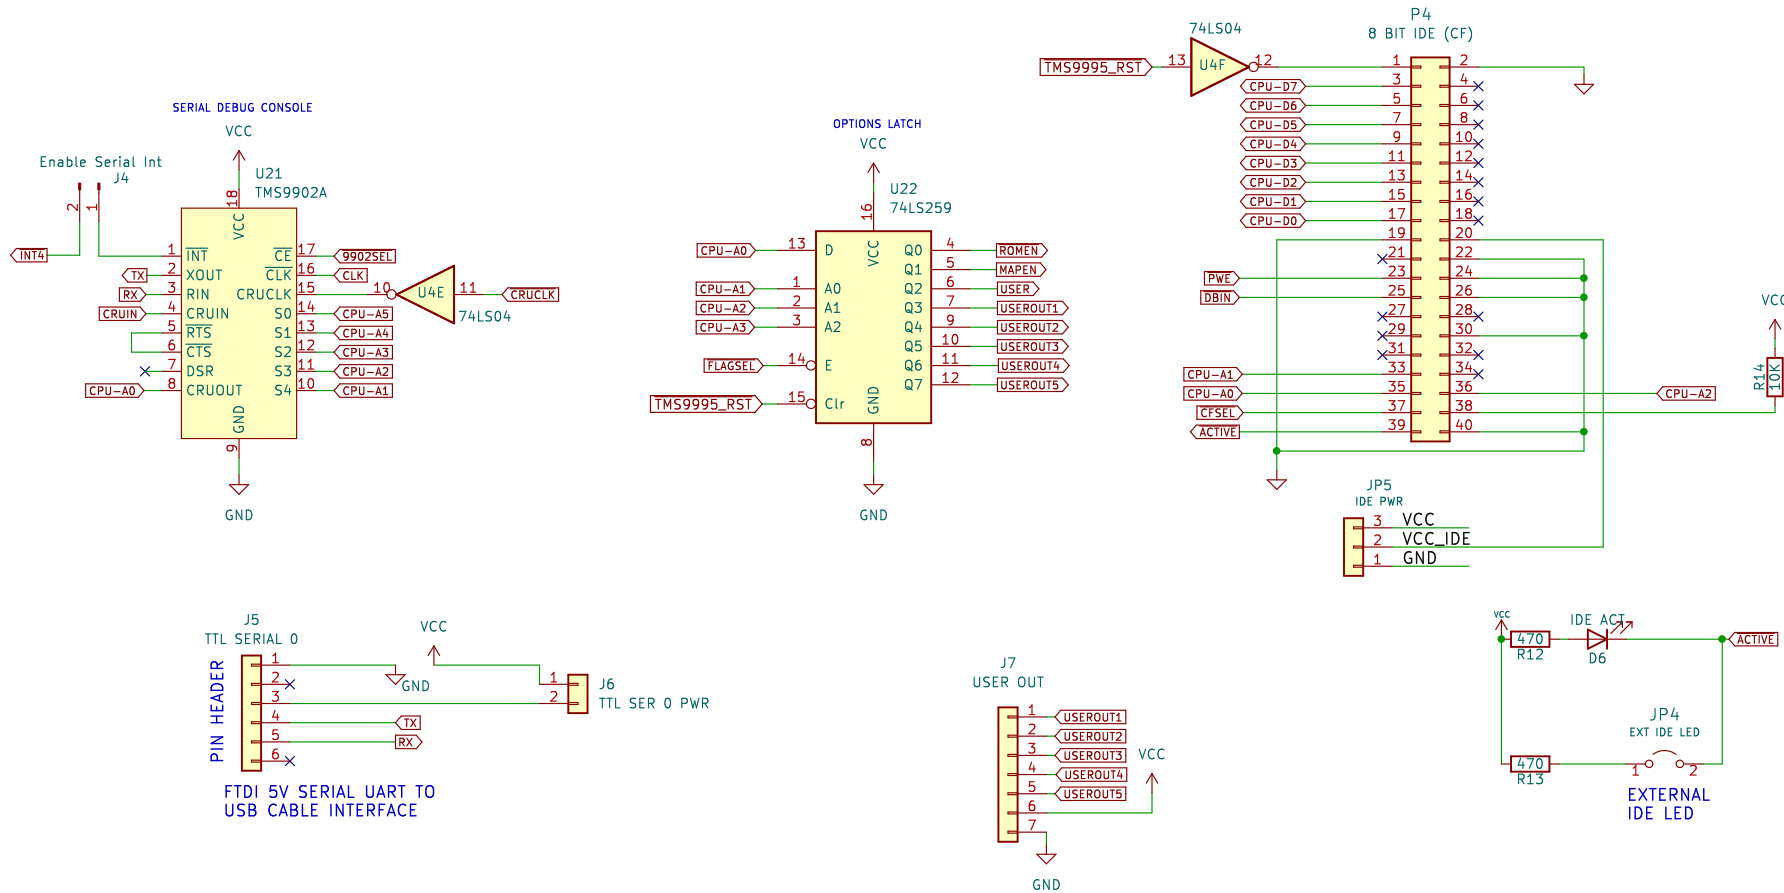 SERIAL DEBUG CONSOLE
VCC
Enable Serial Int
J4
2
1
U21
TMS9902A
18
VCC
INT4
1 INT
CE 17 9902SEL
TX 2 XOUT
CLK 16 CLK
RX 3 RIN
CRUCLK 15
10 U4E 11 CRUCLK
74LS04
CRUIN 4 CRUIN
S0 14 CPU-A5
5 RTS
S1 13 CPU-A4
6 CTS
S2 12 CPU-A3
7 DSR
S3 11 CPU-A2
CPU-A0 8 CRUOUT
S4 10 CPU-A1
GND
9
GND
OPTIONS LATCH
VCC
U22
74LS259
16
VCC
CPU-A0 13 D
Q0 4 ROMEN
Q1 5 MAPEN
CPU-A1 1 A0
Q2 6 USER
CPU-A2 2 A1
Q3 7 USEROUT1
CPU-A3 3 A2
Q4 9 USEROUT2
Q5 10 USEROUT3
FLAGSEL 14 E
Q6 11 USEROUT4
Q7 12 USEROUT5
TMS9995_RST 15 Clr
GND
8
GND
P4
8 BIT IDE (CF)
74LS04
TMS9995_RST 13 U4F 12
1 2
CPU-D7 3 4
CPU-D6 5 6
CPU-D5 7 8
CPU-D4 9 10
CPU-D3 11 12
CPU-D2 13 14
CPU-D1 15 16
CPU-D0 17 18
19 20
21 22
PWE 23 24
DBIN 25 26
27 28
29 30
31 32
CPU-A1 33 34
CPU-A0 35 36 CPU-A2
CFSEL 37 38
ACTIVE 39 40
VCC
R14
10K
JP5
IDE PWR
3 VCC
2 VCC_IDE
1 GND
J5
TTL SERIAL 0
PIN HEADER
1
2
3
4 TX
5 RX
6
GND
VCC
1
2
J6
TTL SER 0 PWR
FTDI 5V SERIAL UART TO
USB CABLE INTERFACE
J7
USER OUT
1 USEROUT1
2 USEROUT2
3 USEROUT3
4 USEROUT4
5 USEROUT5
6
7
VCC
GND
VCC
470
R12
IDE ACT
D6
ACTIVE
JP4
EXT IDE LED
470
R13
1 2
EXTERNAL
IDE LED